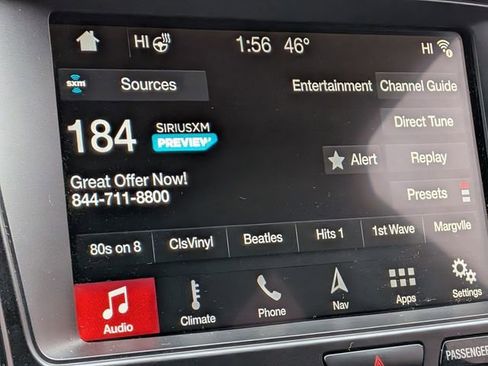 HI 1:56 46° HI
sxm Sources Entertainment Channel Guide
184 SIRIUSXM PREVIEW Direct Tune
Alert Replay
Great Offer Now!
844-711-8800 Presets
80s on 8 ClsVinyl Beatles Hits 1 1st Wave Margvlle
Audio Climate Phone Nav Apps Settings
PASSENGER